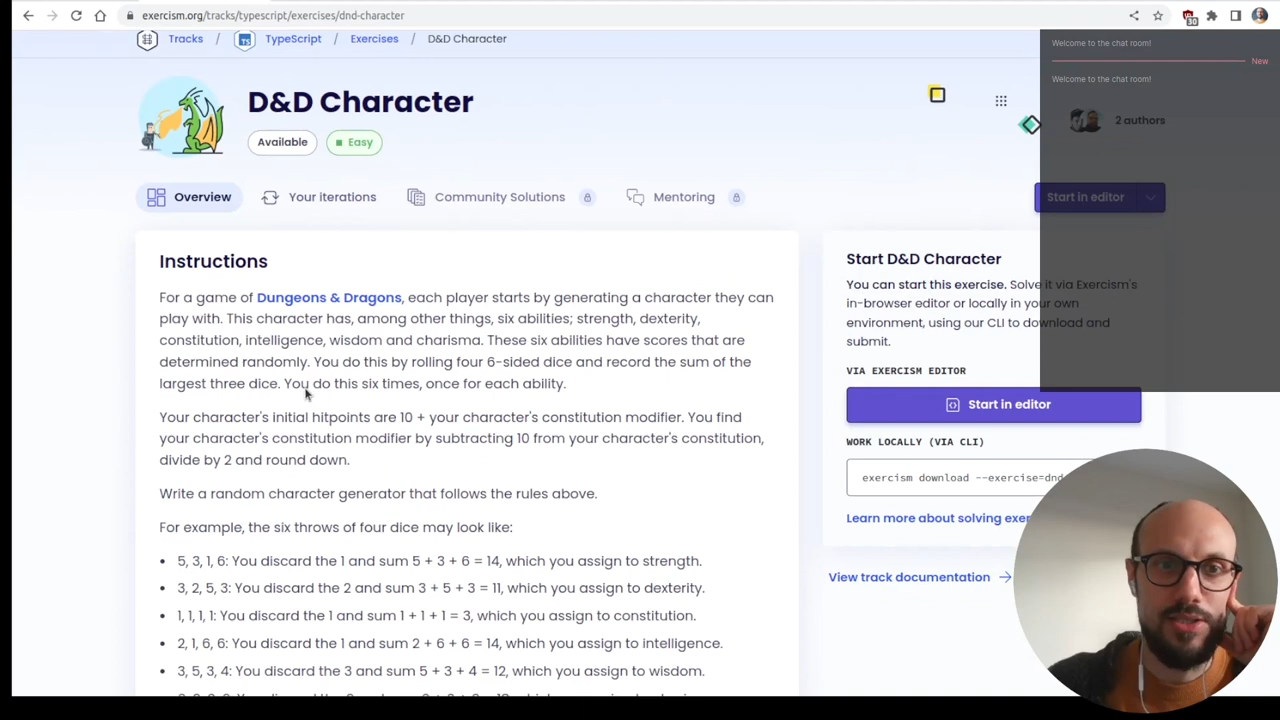 exercism.org/tracks/typescript/exercises/dnd-character
30
Tracks / TS TypeScript / Exercises / D&D Character
Welcome to the chat room!
New
Welcome to the chat room!
D&D Character
2 authors
Available Easy
Overview Your iterations Community Solutions Mentoring Start in editor
Instructions
For a game of Dungeons & Dragons, each player starts by generating a character they can
play with. This character has, among other things, six abilities; strength, dexterity,
constitution, intelligence, wisdom and charisma. These six abilities have scores that are
determined randomly. You do this by rolling four 6-sided dice and record the sum of the
largest three dice. You do this six times, once for each ability.
Your character's initial hitpoints are 10 + your character's constitution modifier. You find
your character's constitution modifier by subtracting 10 from your character's constitution,
divide by 2 and round down.
Write a random character generator that follows the rules above.
For example, the six throws of four dice may look like:
• 5, 3, 1, 6: You discard the 1 and sum 5 + 3 + 6 = 14, which you assign to strength.
• 3, 2, 5, 3: You discard the 2 and sum 3 + 5 + 3 = 11, which you assign to dexterity.
• 1, 1, 1, 1: You discard the 1 and sum 1 + 1 + 1 = 3, which you assign to constitution.
• 2, 1, 6, 6: You discard the 1 and sum 2 + 6 + 6 = 14, which you assign to intelligence.
• 3, 5, 3, 4: You discard the 3 and sum 5 + 3 + 4 = 12, which you assign to wisdom.
Start D&D Character
You can start this exercise. Solve it via Exercism's
in-browser editor or locally in your own
environment, using our CLI to download and
submit.
VIA EXERCISM EDITOR
Start in editor
WORK LOCALLY (VIA CLI)
exercism download --exercise=dnd
Learn more about solving exer
View track documentation